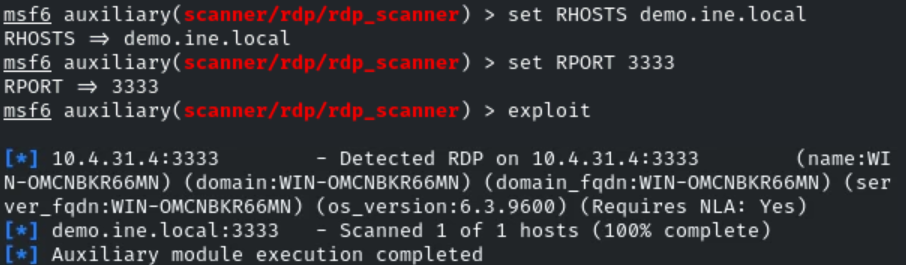 msf6 auxiliary(scanner/rdp/rdp_scanner) > set RHOSTS demo.ine.local
RHOSTS ⇒ demo.ine.local
msf6 auxiliary(scanner/rdp/rdp_scanner) > set RPORT 3333
RPORT ⇒ 3333
msf6 auxiliary(scanner/rdp/rdp_scanner) > exploit
[*] 10.4.31.4:3333        - Detected RDP on 10.4.31.4:3333        (name:WI
N-OMCNBKR66MN) (domain:WIN-OMCNBKR66MN) (domain_fqdn:WIN-OMCNBKR66MN) (ser
ver_fqdn:WIN-OMCNBKR66MN) (os_version:6.3.9600) (Requires NLA: Yes)
[*] demo.ine.local:3333   - Scanned 1 of 1 hosts (100% complete)
[*] Auxiliary module execution completed